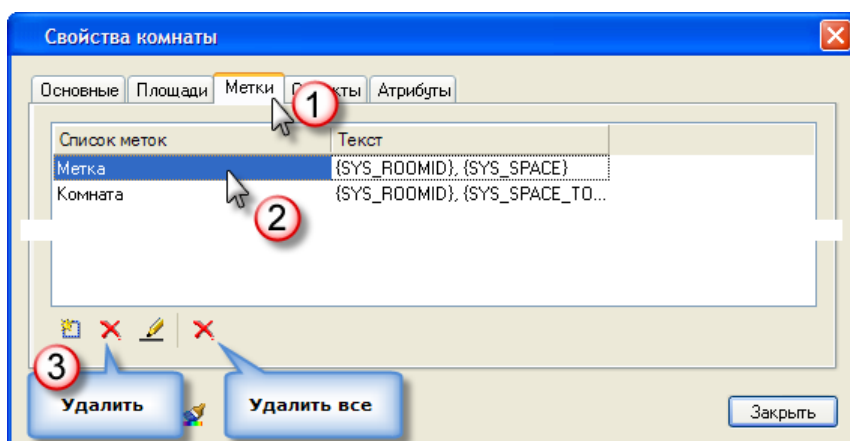 Свойства комнаты
Основные Площади Метки Атрибуты
1
Список меток Текст
Метка {SYS_ROOMID}, {SYS_SPACE}
Комната {SYS_ROOMID}, {SYS_SPACE_TO...
2
3
Удалить Удалить все
Закрыть